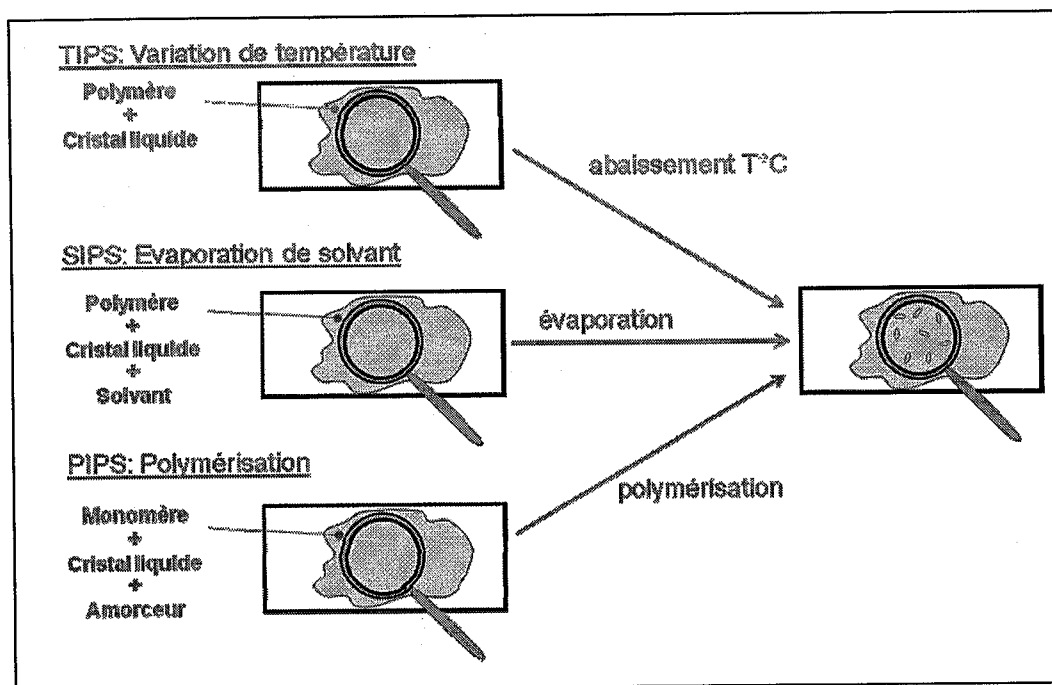 TIPS: Variation de température
Polymère
+
Cristal liquide
abaissement T°C
SIPS: Evaporation de solvant
Polymère
+
Cristal liquide
+
Solvant
évaporation
PIPS: Polymérisation
Monomère
+
Cristal liquide
+
Amorceur
polymérisation